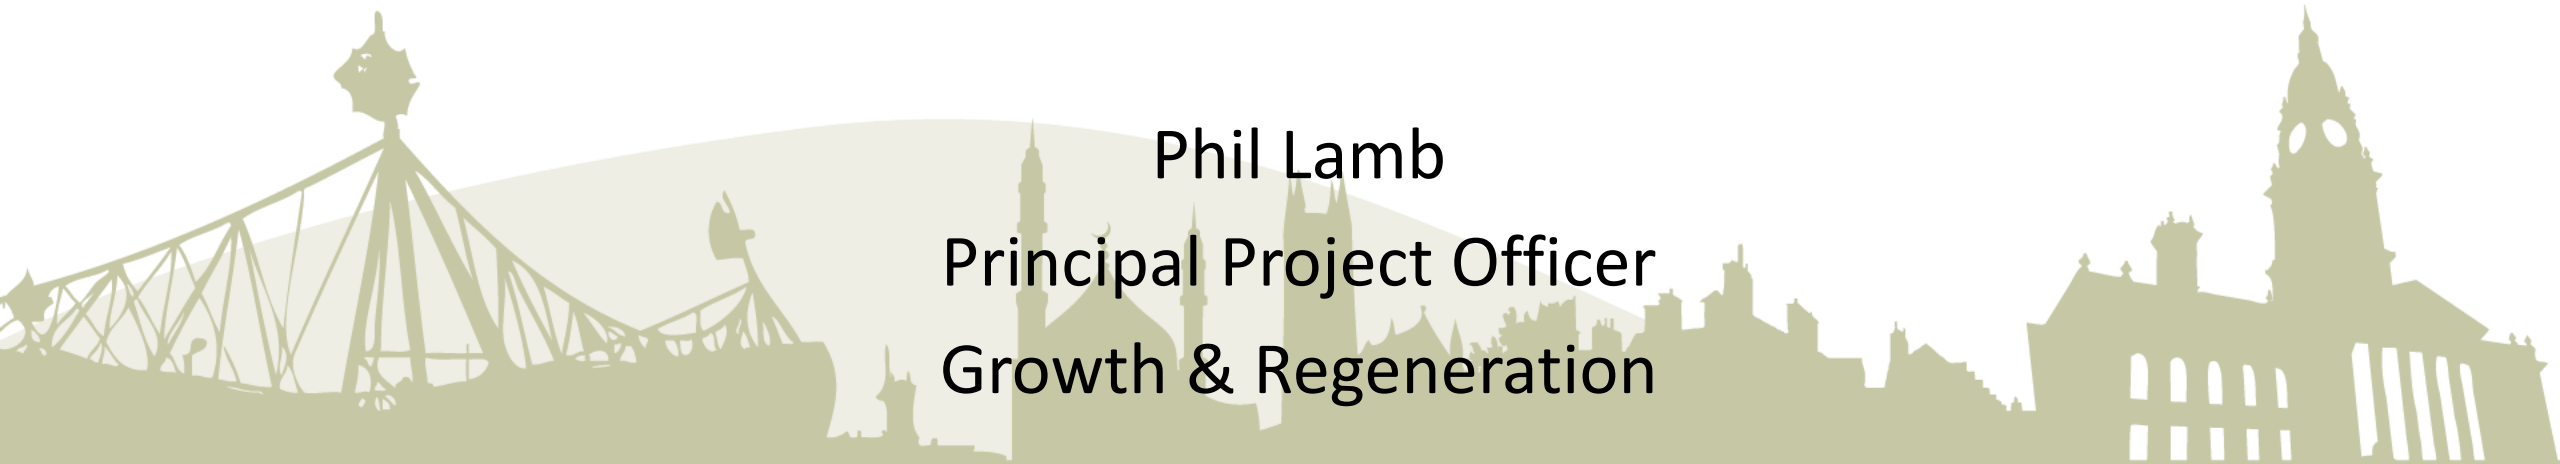 Phil Lamb
Principal Project Officer
Growth & Regeneration